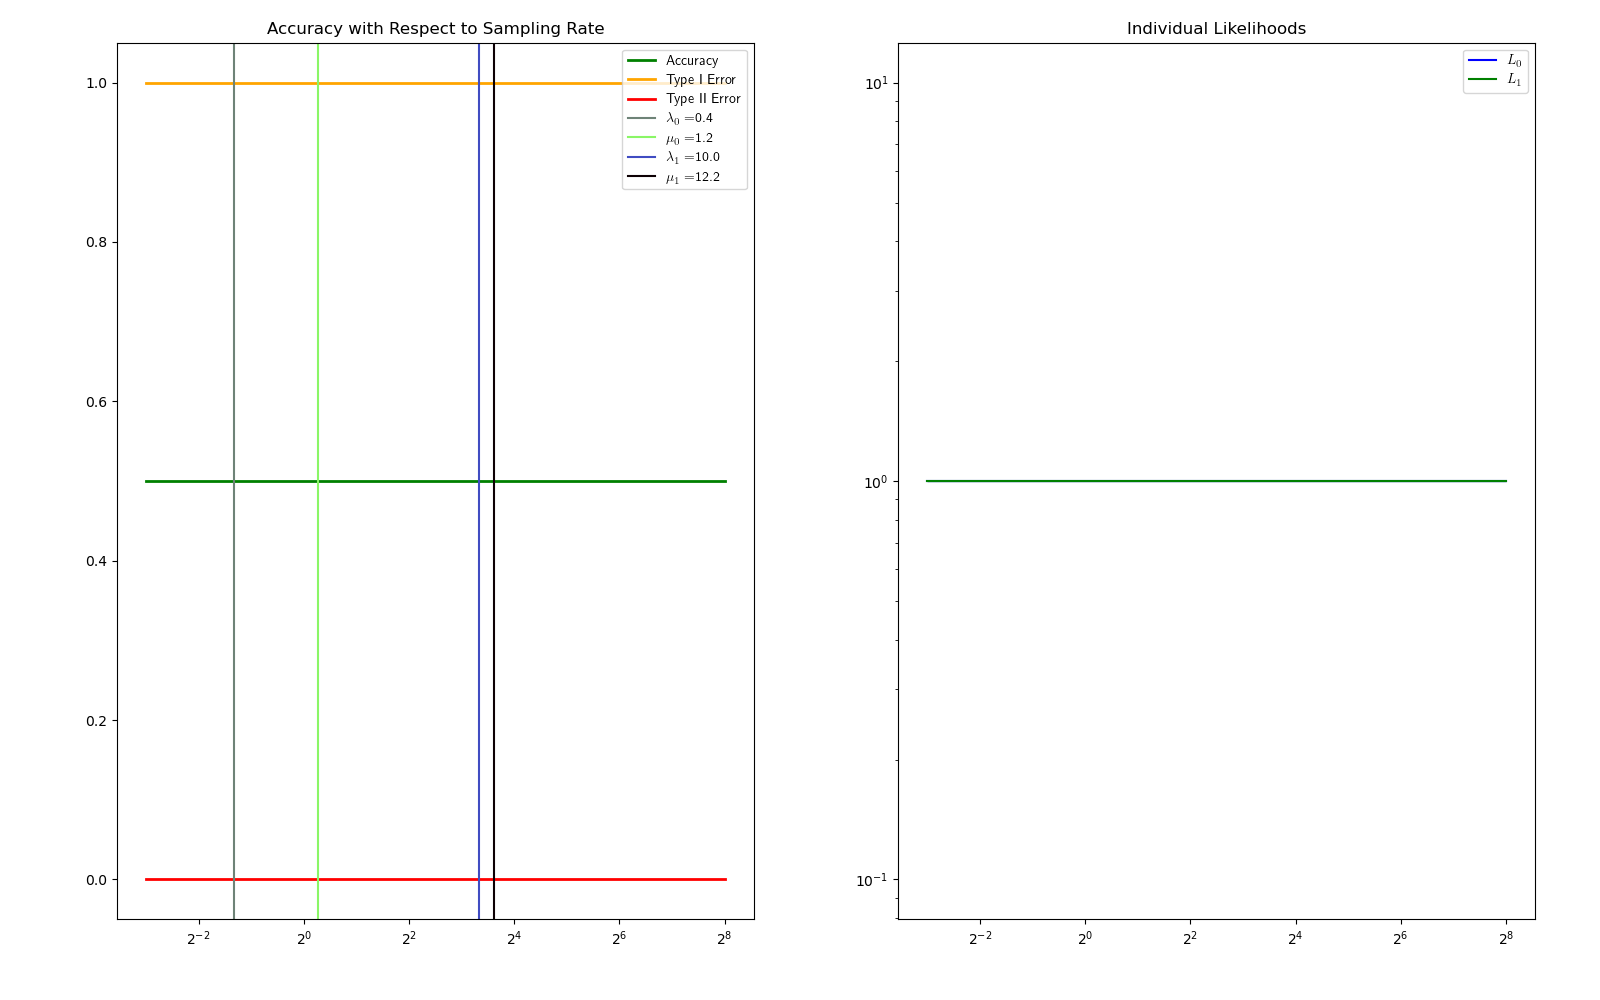 Accuracy with Respect to Sampling Rate
Accuracy
Type I Error
Type II Error
λ₀ =0.4
μ₀ =1.2
λ₁ =10.0
μ₁ =12.2
1.0
0.8
0.6
0.4
0.2
0.0
2⁻²
2⁰
2²
2⁴
2⁶
2⁸
Individual Likelihoods
L₀
L₁
10¹
10⁰
10⁻¹
2⁻²
2⁰
2²
2⁴
2⁶
2⁸